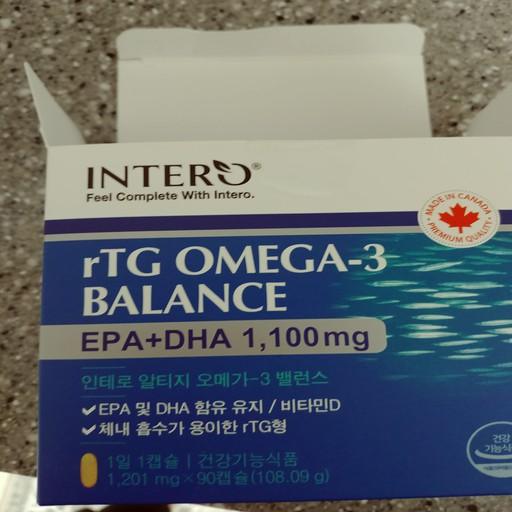 INTERO®
Feel Complete With Intero.
MADE IN CANADA
PREMIUM QUALITY
rTG OMEGA-3
BALANCE
EPA+DHA 1,100mg
인테로 알티지 오메가-3 밸런스
✔EPA 및 DHA 함유 유지 / 비타민D
✔체내 흡수가 용이한 rTG형
1일 1캡슐 | 건강기능식품
1,201 mg×90캡슐(108.09 g)
건강
기능식